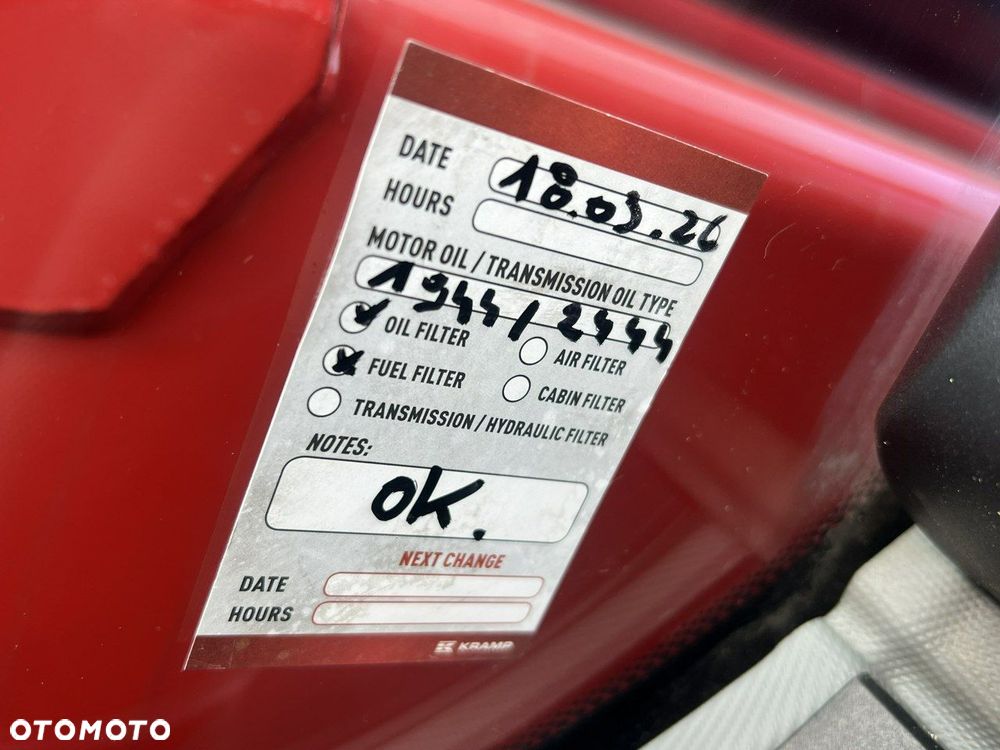 DATE 18.03.26
HOURS
MOTOR OIL / TRANSMISSION OIL TYPE
1944/2444
OIL FILTER AIR FILTER
FUEL FILTER CABIN FILTER
TRANSMISSION / HYDRAULIC FILTER
NOTES:
OK.
NEXT CHANGE
DATE
HOURS
KRAMP
OTOMOTO